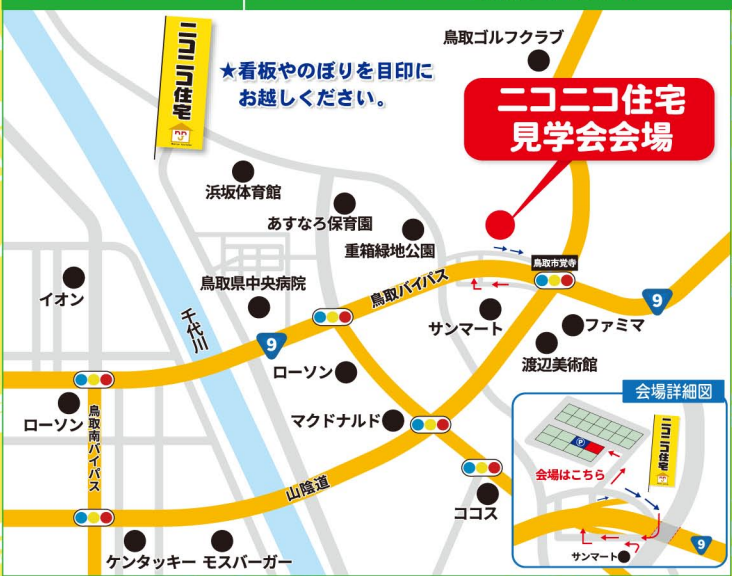 ニコニコ住宅
★看板やのぼりを目印に
お越しください。
鳥取ゴルフクラブ
ニコニコ住宅
見学会会場
浜坂体育館
あすなろ保育園
重箱緑地公園
鳥取市覚寺
イオン
鳥取県中央病院
鳥取バイパス
9
サンマート
ファミマ
渡辺美術館
千代川
9
ローソン
ローソン
マクドナルド
鳥取南バイパス
山陰道
ココス
ケンタッキー
モスバーガー
会場詳細図
P
ニコニコ住宅
会場はこちら
9
サンマート